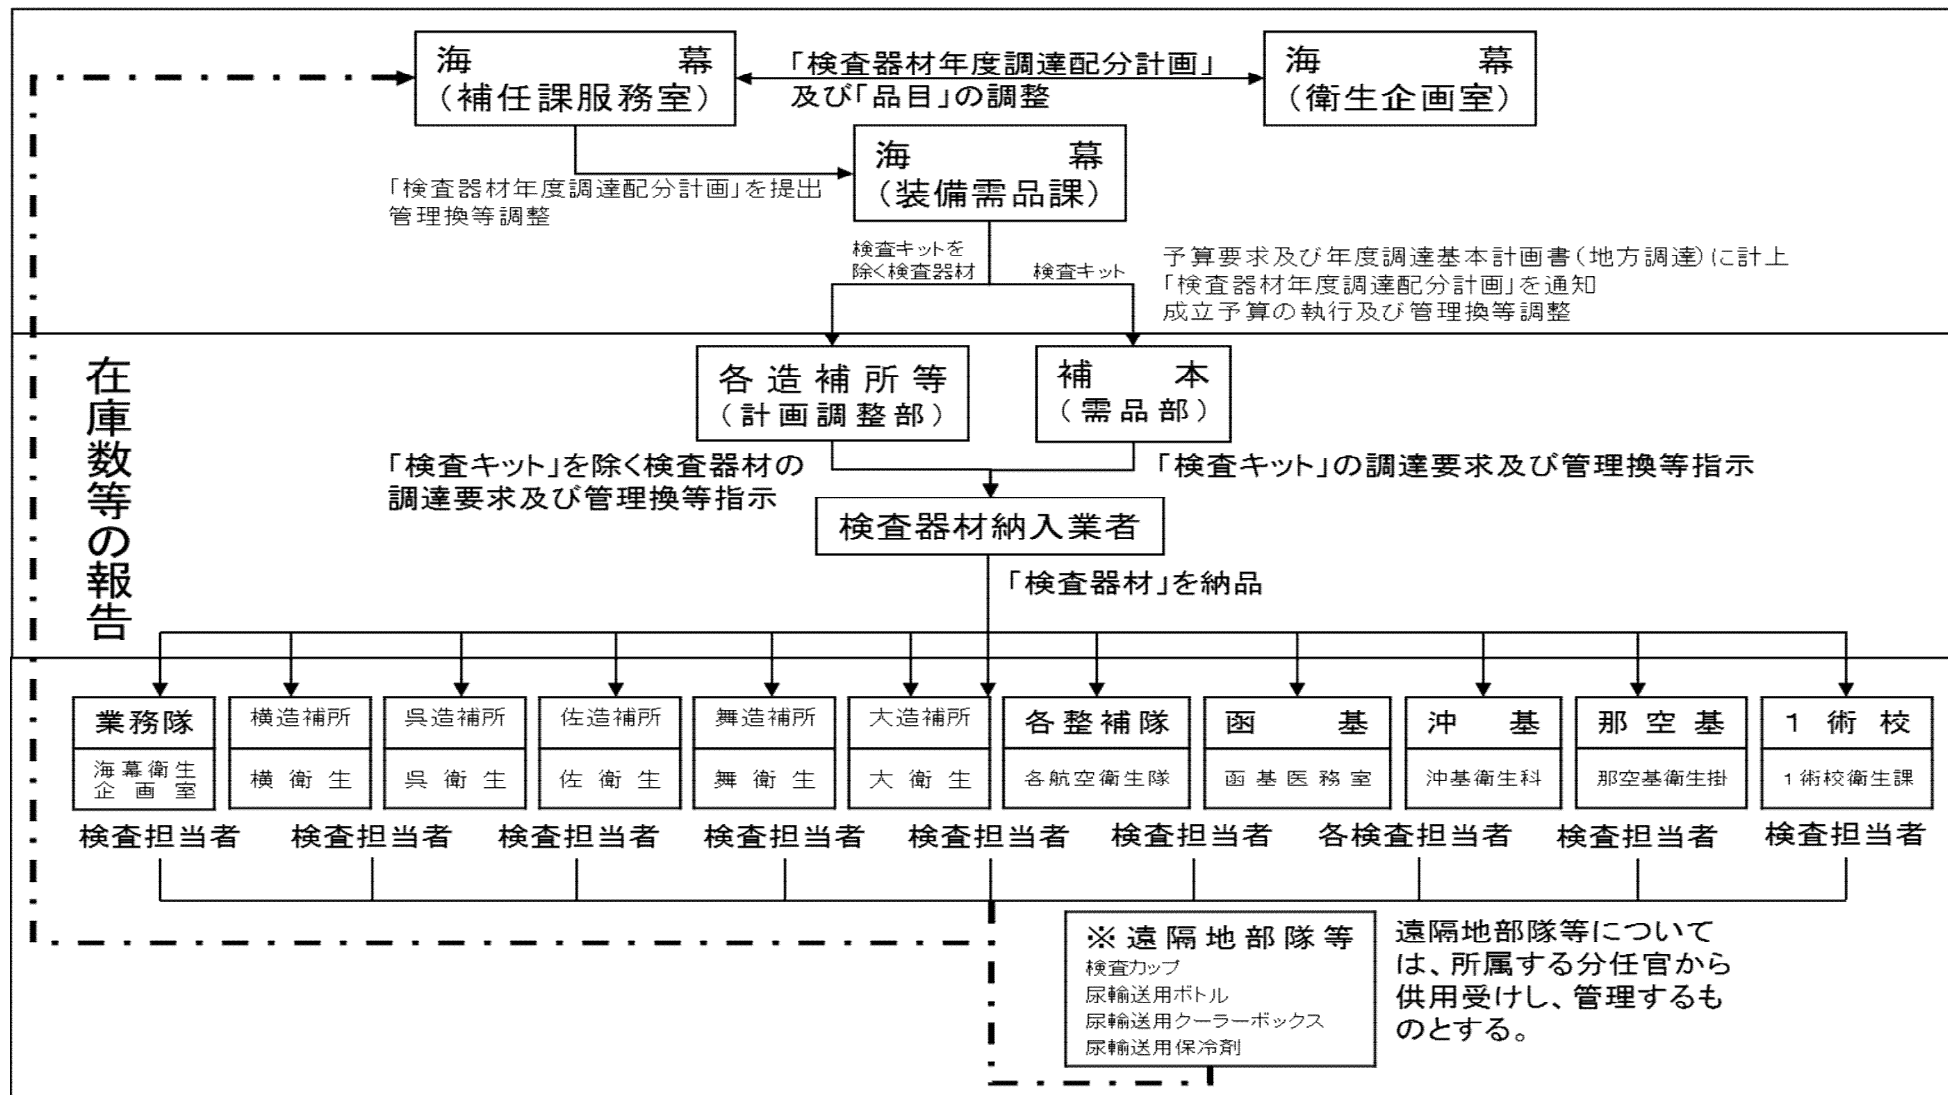 海幕
（補任課服務室）
「検査器材年度調達配分計画」
及び「品目」の調整
海幕
（衛生企画室）
海幕
（装備需品課）
「検査器材年度調達配分計画」を提出
管理換等調整
検査キットを
除く検査器材
検査キット
予算要求及び年度調達基本計画書（地方調達）に計上
「検査器材年度調達配分計画」を通知
成立予算の執行及び管理換等調整
在庫数等の報告
各造補所等
（計画調整部）
補本
（需品部）
「検査キット」を除く検査器材の
調達要求及び管理換等指示
「検査キット」の調達要求及び管理換等指示
検査器材納入業者
「検査器材」を納品
業務隊
海幕衛生
企画室
横造補所
横衛生
呉造補所
呉衛生
佐造補所
佐衛生
舞造補所
舞衛生
大造補所
大衛生
各整補隊
各航空衛生隊
函基
函基医務室
沖基
沖基衛生科
那空基
那空基衛生掛
１術校
１術校衛生課
検査担当者
検査担当者
検査担当者
検査担当者
検査担当者
検査担当者
各検査担当者
検査担当者
検査担当者
※遠隔地部隊等
検査カップ
尿輸送用ボトル
尿輸送用クーラーボックス
尿輸送用保冷剤
遠隔地部隊等について
は、所属する分任官から
供用受けし、管理するも
のとする。